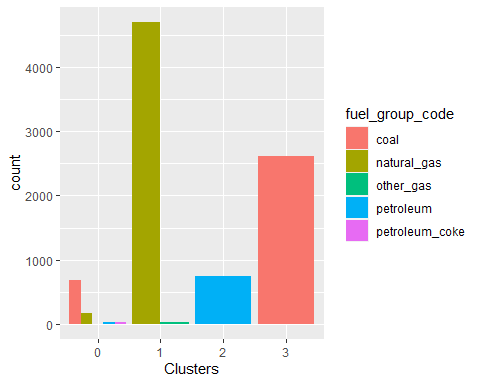 count
4000
3000
2000
1000
0
0 1 2 3
Clusters
fuel_group_code
coal
natural_gas
other_gas
petroleum
petroleum_coke